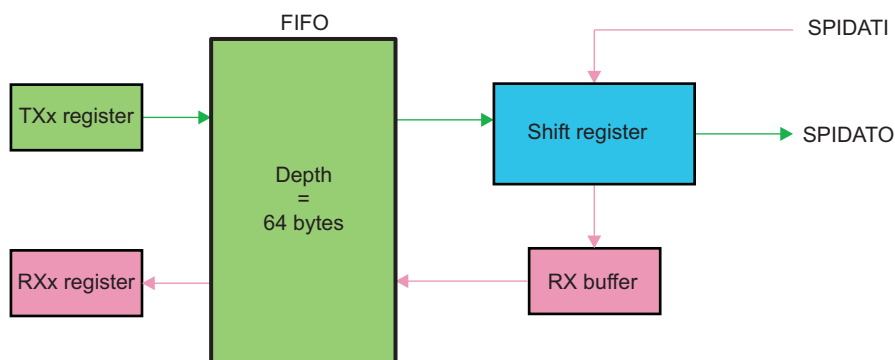 FIFO
SPIDATI
TXx register
Shift register
SPIDATO
Depth
=
64 bytes
RXx register
RX buffer